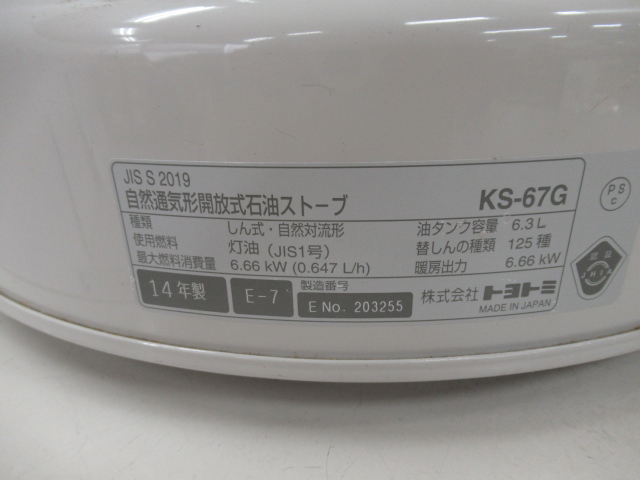 JIS S 2019
自然通気形開放式石油ストーブ KS-67G
種類 しん式・自然対流形 油タンク容量 6.3 L
使用燃料 灯油（JIS1号） 替しんの種類 125 種
最大燃料消費量 6.66 kW (0.647 L/h) 暖房出力 6.66 kW
14年製 E-7 製造番号 E No. 203255 株式会社トヨトミ
MADE IN JAPAN
PS
C